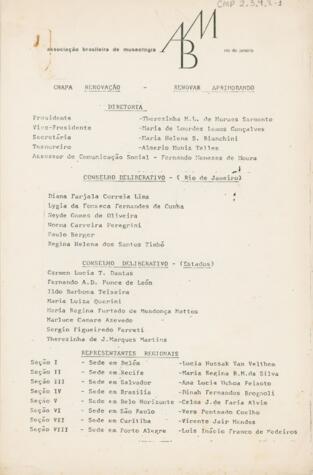 CMP 2.3.4.2-1
ABM
associação brasileira de museologia rio de janeiro
CHAPA RENOVAÇÃO - RENOVAR APRIMORANDO
DIRETORIA
Presidente -Therezinha M.L. de Moraes Sarmento
Vice-Presidente -Maria de Lourdes Gonçalves
Secretária -Maria Helena S. Bianchini
Tesoureiro -Almerio Muniz Telles
Assessor de Comunicação Social - Fernando Menezes de Moura
CONSELHO DELIBERATIVO - ( Rio de Janeiro)
Diana Farjala Correia Lima
Lygia da Fonseca Fernandes da Cunha
Neyde Gomes de Oliveira
Norna Carreira Peregrini
Paulo Berger
Regina Helena dos Santos Timbó
CONSELHO DELIBERATIVO - (Estados)
Carmen Lucia T. Dantas
Fernando A.D. Ponce de León
Ildo Barbosa Teixeira
Maria Luiza Querini
Maria Regina Furtado de Mendonça Mattos
Marluce Canaro Azevedo
Sergio Figueiredo Ferreti
Therezinha de J.Marques Martins
REPRESENTANTES REGIONAIS
Seção I - Sede em Belém -Lucia Hussak Van Velthem
Seção II - Sede em Recife -Maria Regina B.M.da Silva
Seção III - Sede em Salvador -Ana Lucia Uchoa Peixoto
Seção IV - Sede em Brasília -Dinah Fernandes Brognoli
Seção V - Sede em Belo Horizonte -Celma J.de Faria Alvim
Seção VI - Sede em São Paulo -Vera Penteado Coelho
Seção VII - Sede em Curitiba -Vicente Jair Mendes
Seção VIII - Sede em Porto Alegre -Luis Inácio Franco de Medeiros